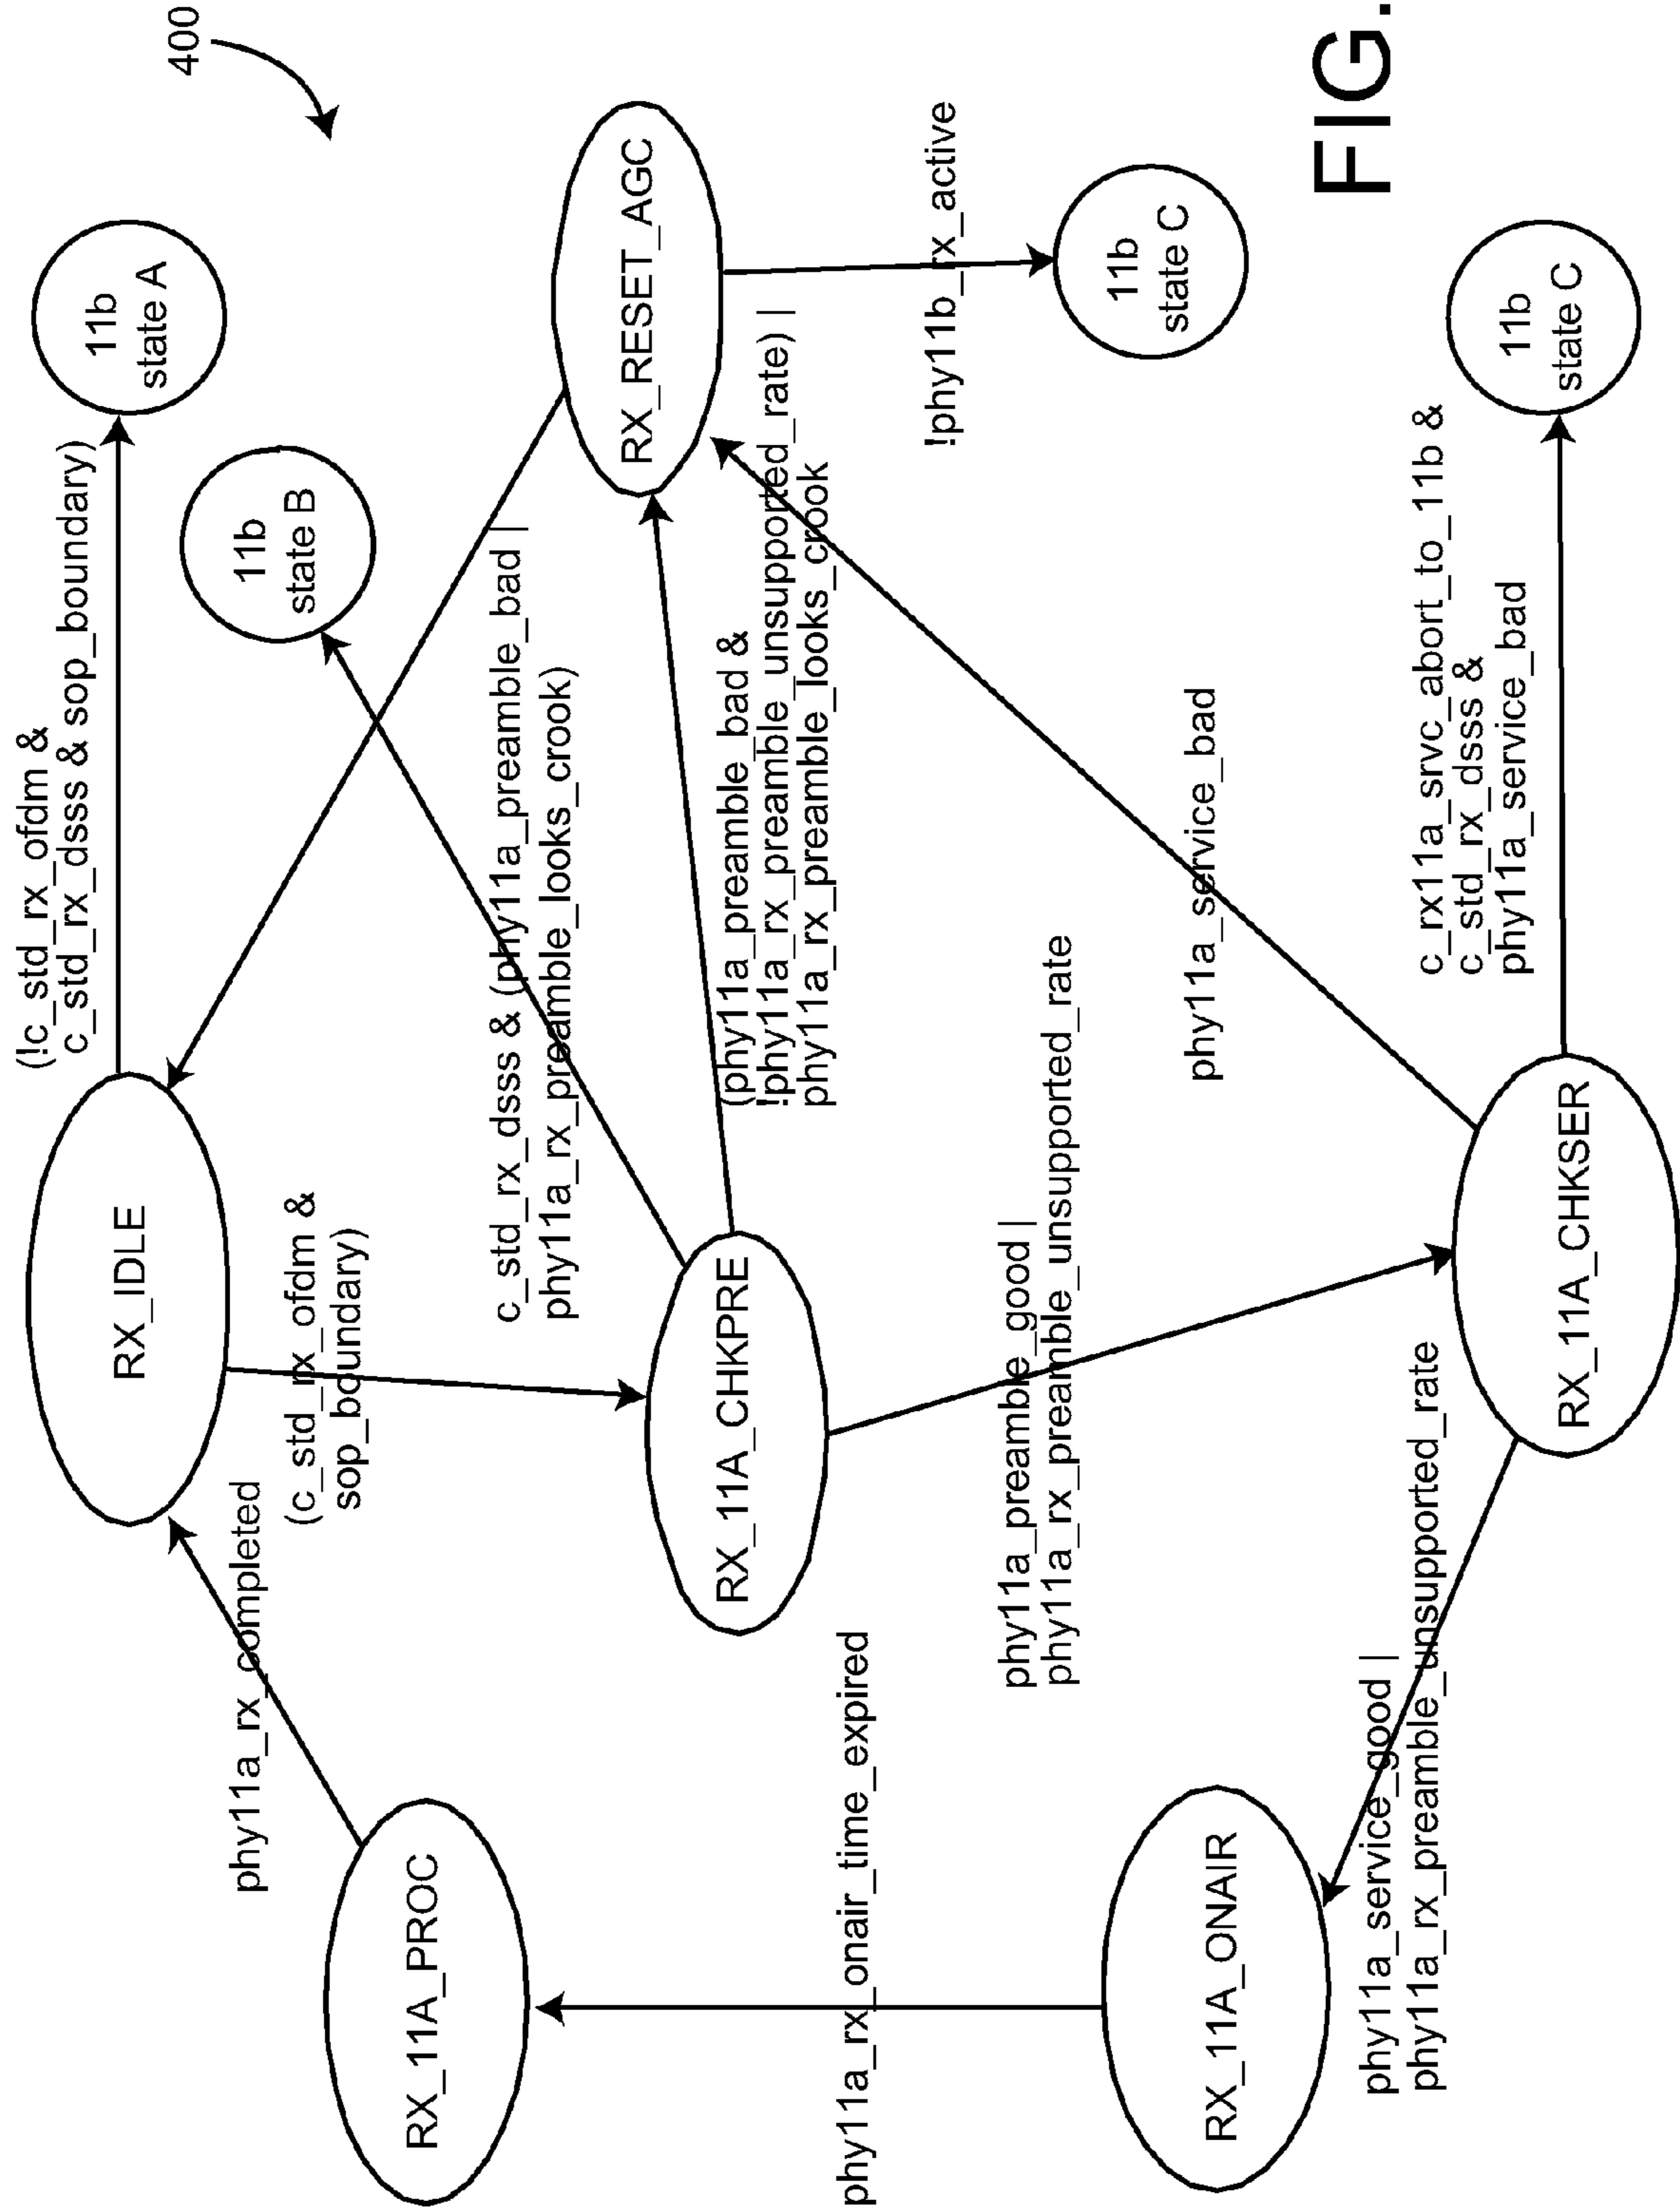 400
(!c_std_rx_ofdm &
c_std_rx_dsss & sop_boundary)
11b
state A
RX_IDLE
11b
state B
phy11a_rx_completed
(c_std_rx_ofdm &
sop_boundary)
RX_11A_PROC
c_std_rx_dsss & (phy11a_preamble_bad |
phy11a_rx_preamble_looks_crook)
RX_RESET_AGC
RX_11A_CHKPRE
(phy11a_preamble_bad &
!phy11a_rx_preamble_unsupported_rate) |
phy11a_rx_preamble_looks_crook
phy11a_rx_onair_time_expired
!phy11b_rx_active
phy11a_preamble_good |
phy11a_rx_preamble_unsupported_rate
11b
state C
phy11a_service_bad
RX_11A_ONAIR
FIG.
phy11a_service_good |
phy11a_rx_preamble_unsupported_rate
c_rx11a_srvc_abort_to_11b &
c_std_rx_dsss &
phy11a_service_bad
RX_11A_CHKSER
11b
state C